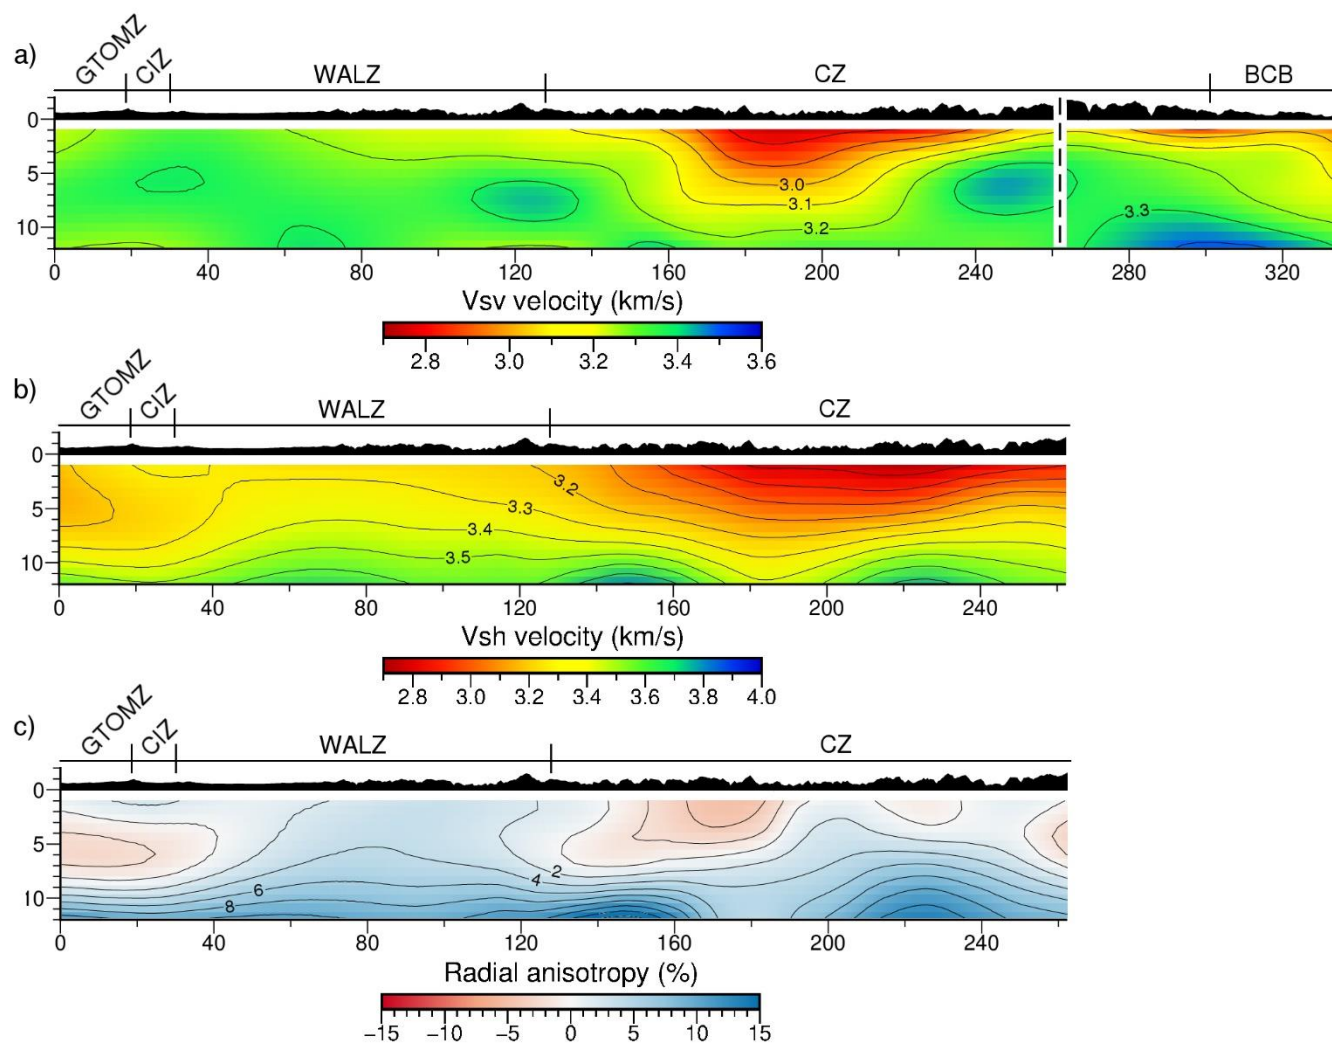 a)
GTOMZ CIZ WALZ CZ BCB
0
5
10
3.0
3.1
3.2
3.3
0 40 80 120 160 200 240 280 320
Vsv velocity (km/s)
2.8 3.0 3.2 3.4 3.6
b)
GTOMZ CIZ WALZ CZ
0
5
10
3.2
3.3
3.4
3.5
0 40 80 120 160 200 240
Vsh velocity (km/s)
2.8 3.0 3.2 3.4 3.6 3.8 4.0
c)
GTOMZ CIZ WALZ CZ
0
5
10
2
4
6
8
0 40 80 120 160 200 240
Radial anisotropy (%)
−15 −10 −5 0 5 10 15